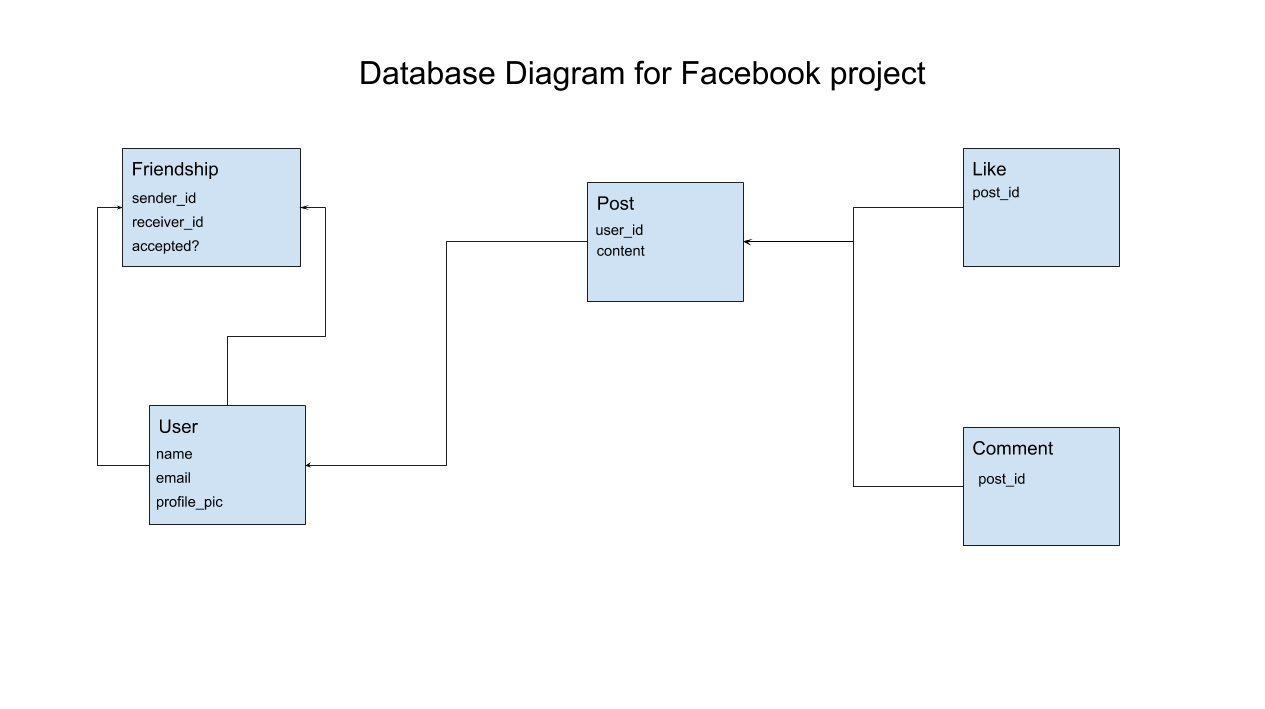 Database Diagram for Facebook project
Friendship
sender_id
receiver_id
accepted?
User
name
email
profile_pic
Post
user_id
content
Like
post_id
Comment
post_id